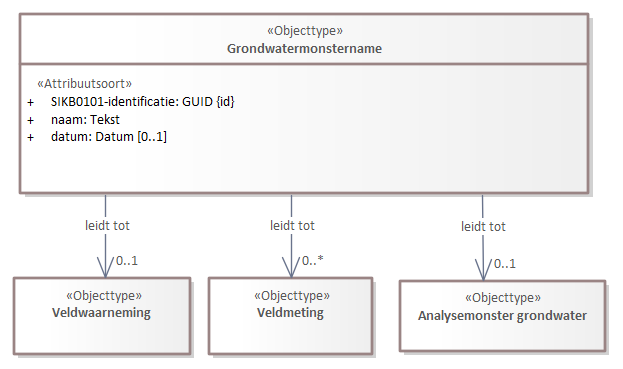 «Objecttype»
Grondwatermonstername
«Attribuutsoort»
+ SIKB0101-identificatie: GUID {id}
+ naam: Tekst
+ datum: Datum [0..1]
leidt tot
leidt tot
leidt tot
0..1
0..*
0..1
«Objecttype»
Veldwaarneming
«Objecttype»
Veldmeting
«Objecttype»
Analysemonster grondwater